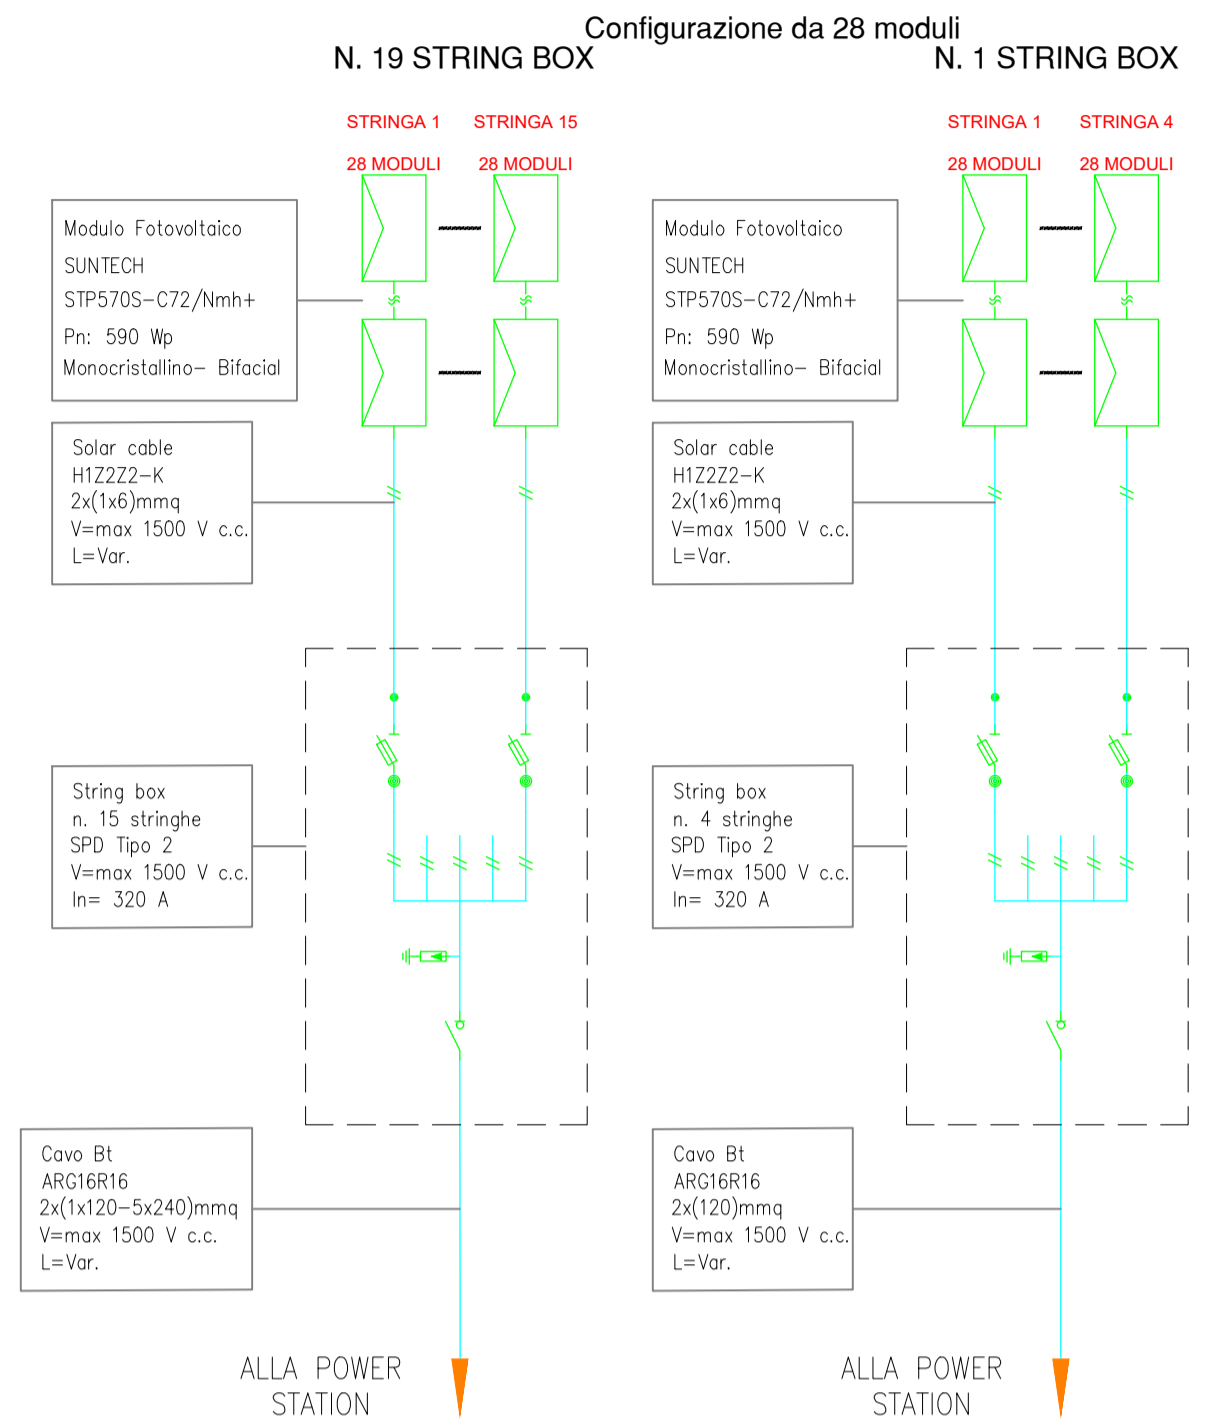 Configurazione da 28 moduli
N. 19 STRING BOX
STRINGA 1 STRINGA 15
28 MODULI 28 MODULI
Modulo Fotovoltaico
SUNTECH
STP570S-C72/Nmh+
Pn: 590 Wp
Monocristallino- Bifacial
Solar cable
H1Z2Z2-K
2x(1x6)mmq
V=max 1500 V c.c.
L=Var.
String box
n. 15 stringhe
SPD Tipo 2
V=max 1500 V c.c.
In= 320 A
Cavo Bt
ARG16R16
2x(1x120-5x240)mmq
V=max 1500 V c.c.
L=Var.
ALLA POWER
STATION
N. 1 STRING BOX
STRINGA 1 STRINGA 4
28 MODULI 28 MODULI
Modulo Fotovoltaico
SUNTECH
STP570S-C72/Nmh+
Pn: 590 Wp
Monocristallino- Bifacial
Solar cable
H1Z2Z2-K
2x(1x6)mmq
V=max 1500 V c.c.
L=Var.
String box
n. 4 stringhe
SPD Tipo 2
V=max 1500 V c.c.
In= 320 A
Cavo Bt
ARG16R16
2x(120)mmq
V=max 1500 V c.c.
L=Var.
ALLA POWER
STATION